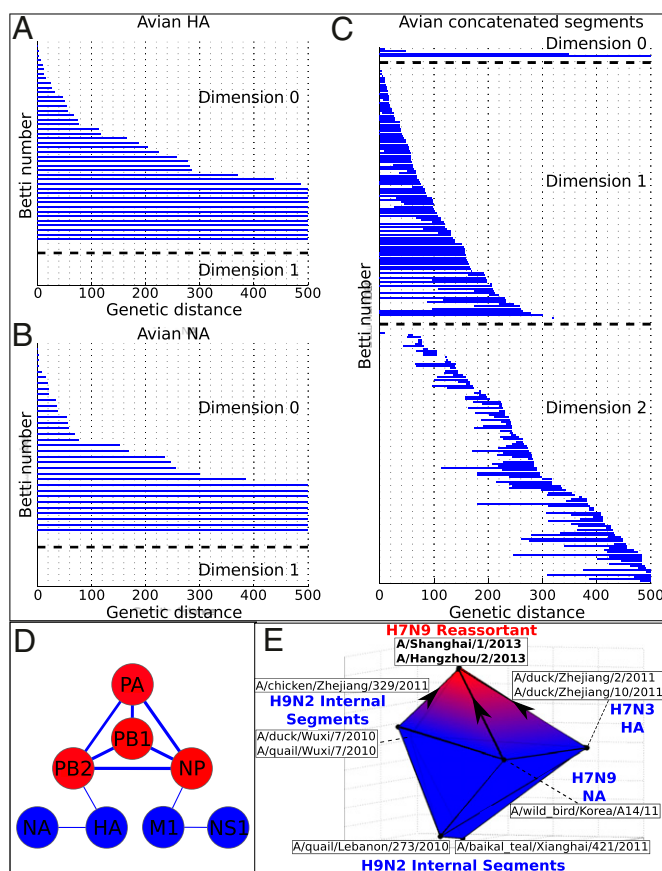 A
Avian HA
Dimension 0
Betti number
Dimension 1
0 100 200 300 400 500
Genetic distance
B
Avian NA
Dimension 0
Betti number
Dimension 1
0 100 200 300 400 500
Genetic distance
C
Avian concatenated segments
Dimension 0
Dimension 1
Betti number
Dimension 2
0 100 200 300 400 500
Genetic distance
D
PA
PB1
PB2
NP
NA
HA
M1
NS1
E
H7N9 Reassortant
A/Shanghai/1/2013
A/Hangzhou/2/2013
A/chicken/Zhejiang/329/2011
H9N2 Internal
Segments
A/duck/Wuxi/7/2010
A/quail/Wuxi/7/2010
A/duck/Zhejiang/2/2011
A/duck/Zhejiang/10/2011
H7N3
HA
H7N9
NA
A/wild_bird/Korea/A14/11
A/quail/Lebanon/273/2010
A/baikal_teal/Xianghai/421/2011
H9N2 Internal Segments